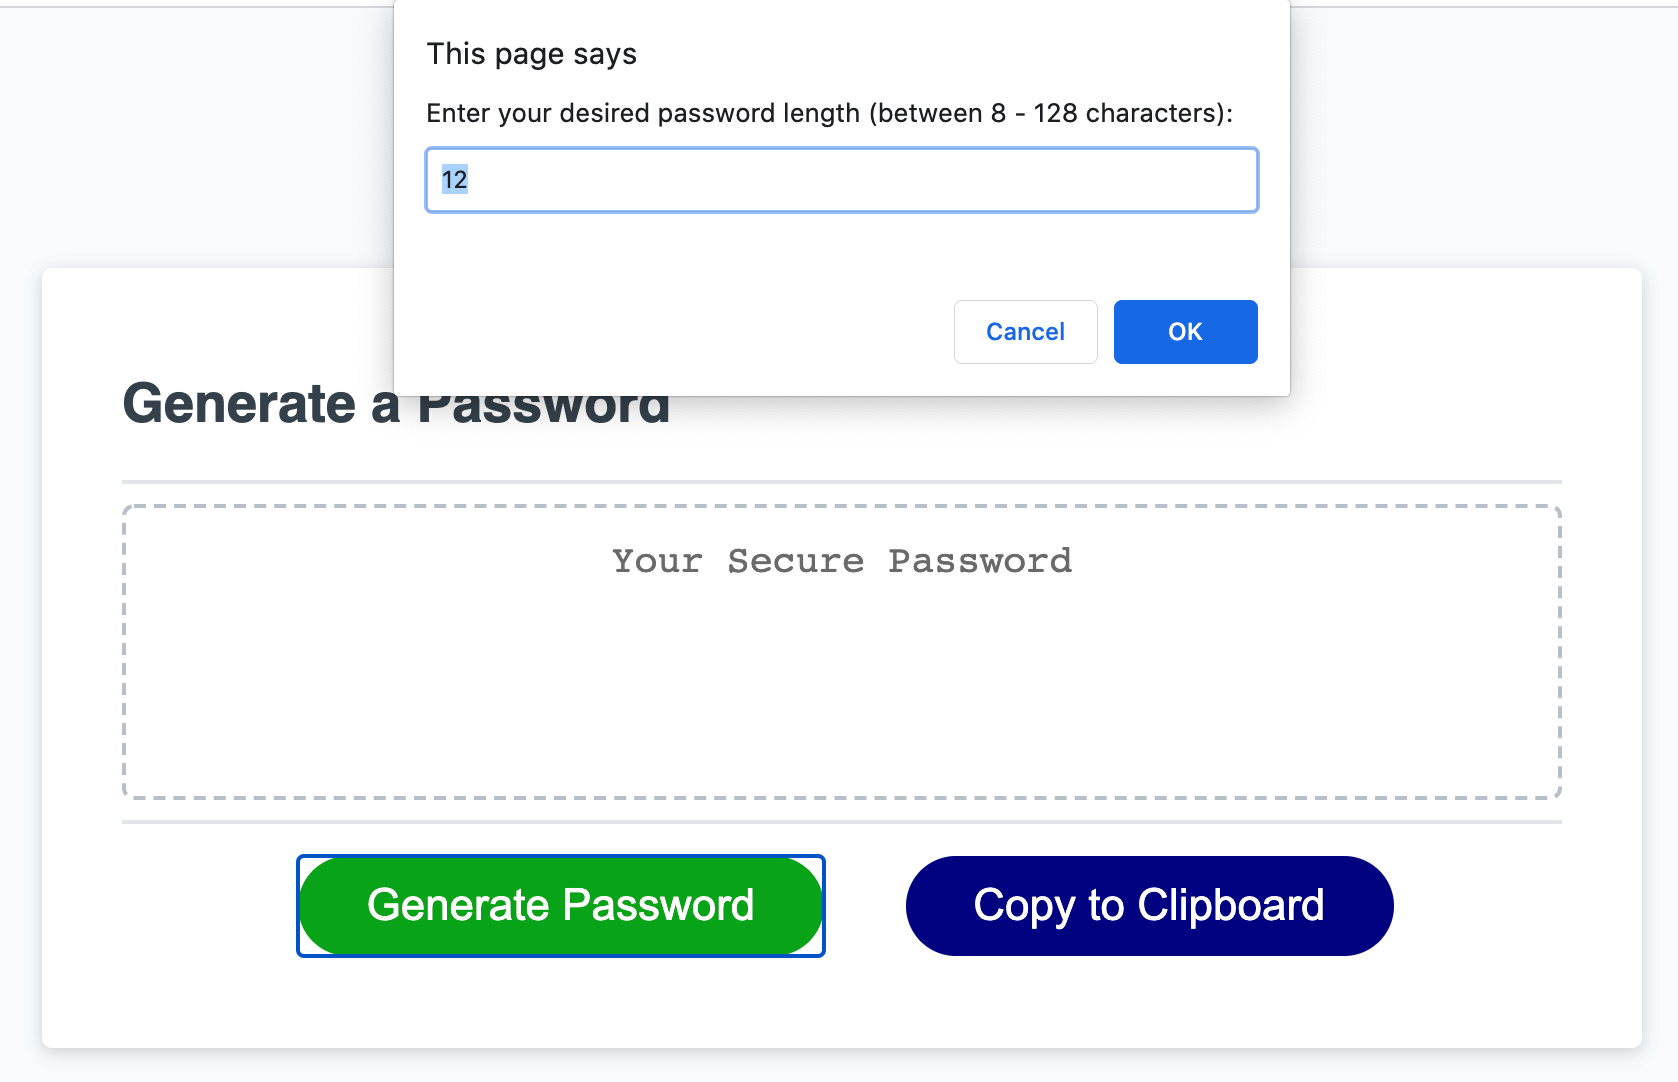 This page says
Enter your desired password length (between 8 - 128 characters):
12
Cancel
OK
Generate a Password
Your Secure Password
Generate Password
Copy to Clipboard